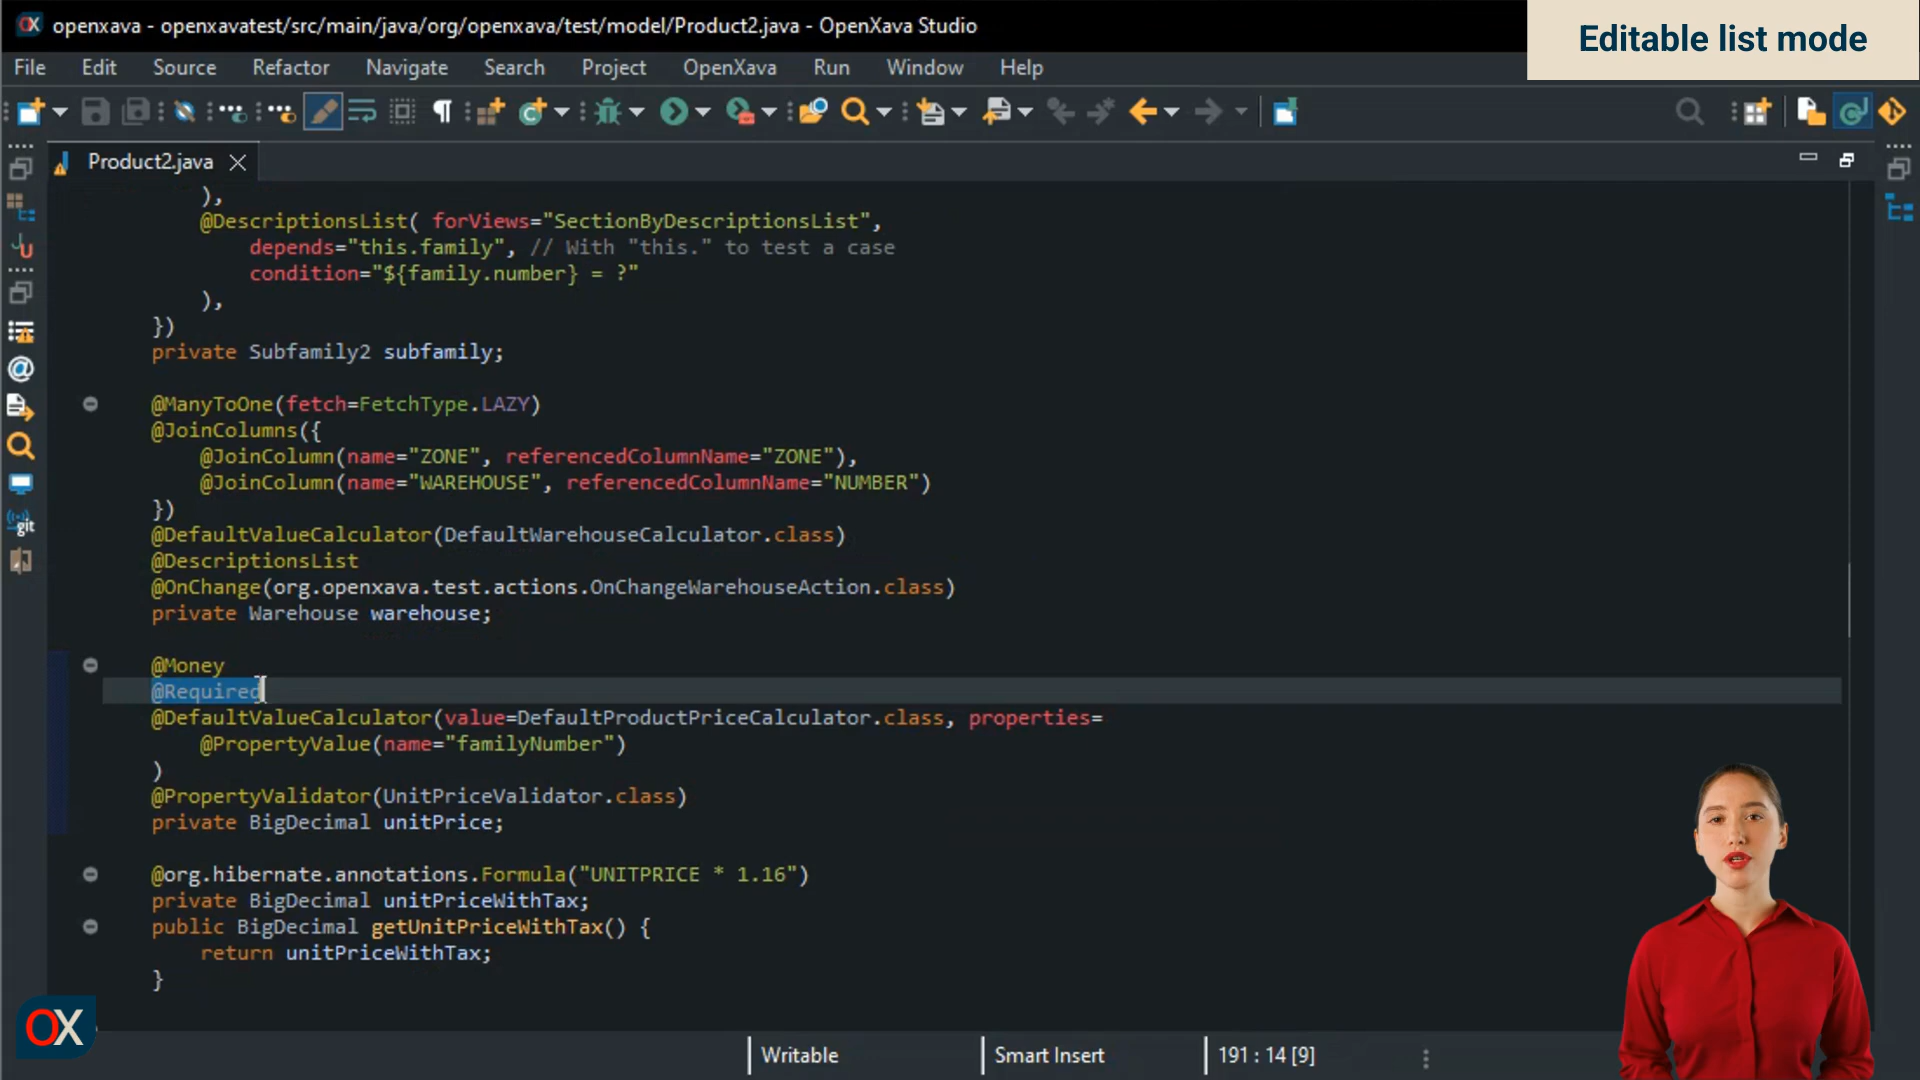 openxava - openxavatest/src/main/java/org/openxava/test/model/Product2.java - OpenXava Studio
Editable list mode
File Edit Source Refactor Navigate Search Project OpenXava Run Window Help
Product2.java
),
@DescriptionsList( forViews="SectionByDescriptionsList",
depends="this.family", // With "this." to test a case
condition="${family.number} = ?"
),
})
private Subfamily2 subfamily;
@ManyToOne(fetch=FetchType.LAZY)
@JoinColumns({
@JoinColumn(name="ZONE", referencedColumnName="ZONE"),
@JoinColumn(name="WAREHOUSE", referencedColumnName="NUMBER")
})
@DefaultValueCalculator(DefaultWarehouseCalculator.class)
@DescriptionsList
@OnChange(org.openxava.test.actions.OnChangeWarehouseAction.class)
private Warehouse warehouse;
@Money
@Required
@DefaultValueCalculator(value=DefaultProductPriceCalculator.class, properties=
@PropertyValue(name="familyNumber")
)
@PropertyValidator(UnitPriceValidator.class)
private BigDecimal unitPrice;
@org.hibernate.annotations.Formula("UNITPRICE * 1.16")
private BigDecimal unitPriceWithTax;
public BigDecimal getUnitPriceWithTax() {
return unitPriceWithTax;
}
git
OX
Writable Smart Insert 191 : 14 [9]